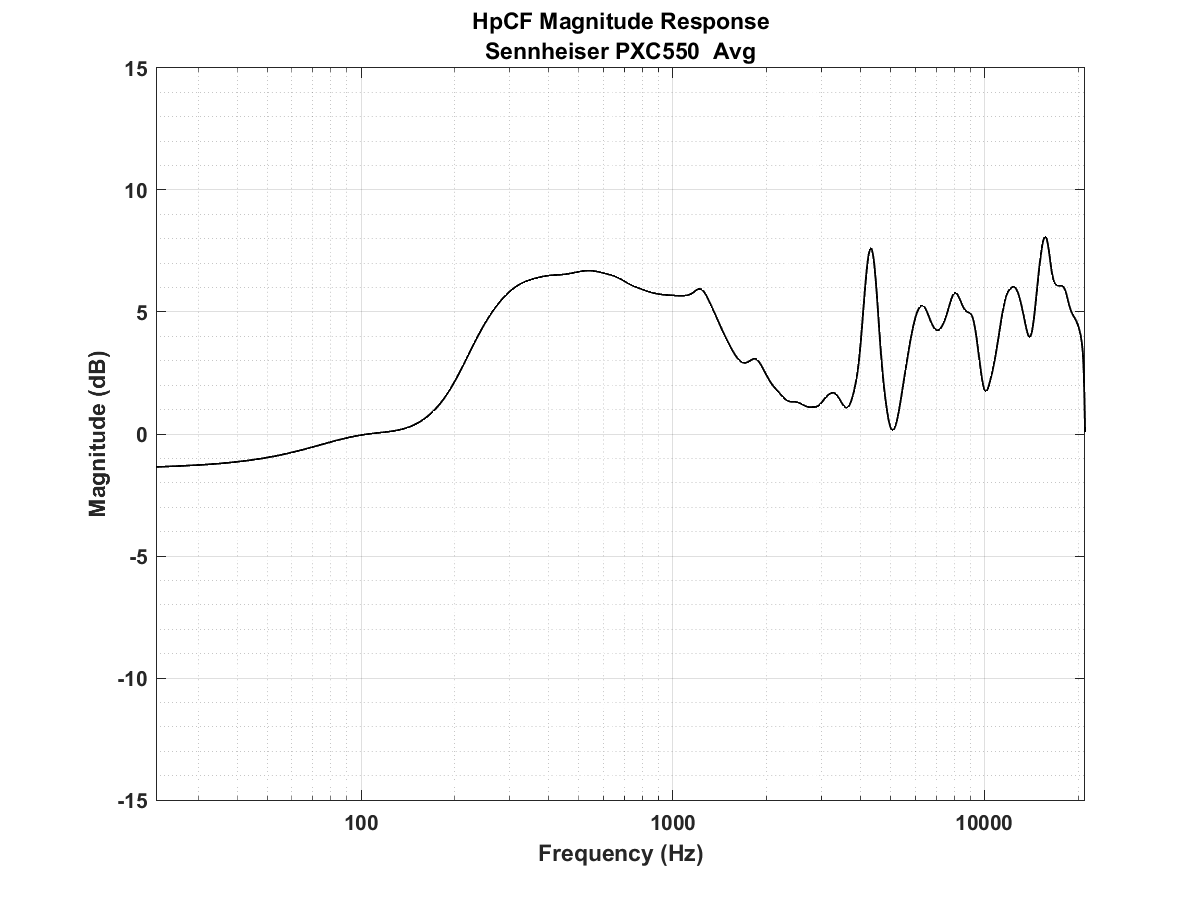 HpCF Magnitude Response
Sennheiser PXC550 Avg
15
10
5
0
-5
-10
-15
Magnitude (dB)
100
1000
10000
Frequency (Hz)